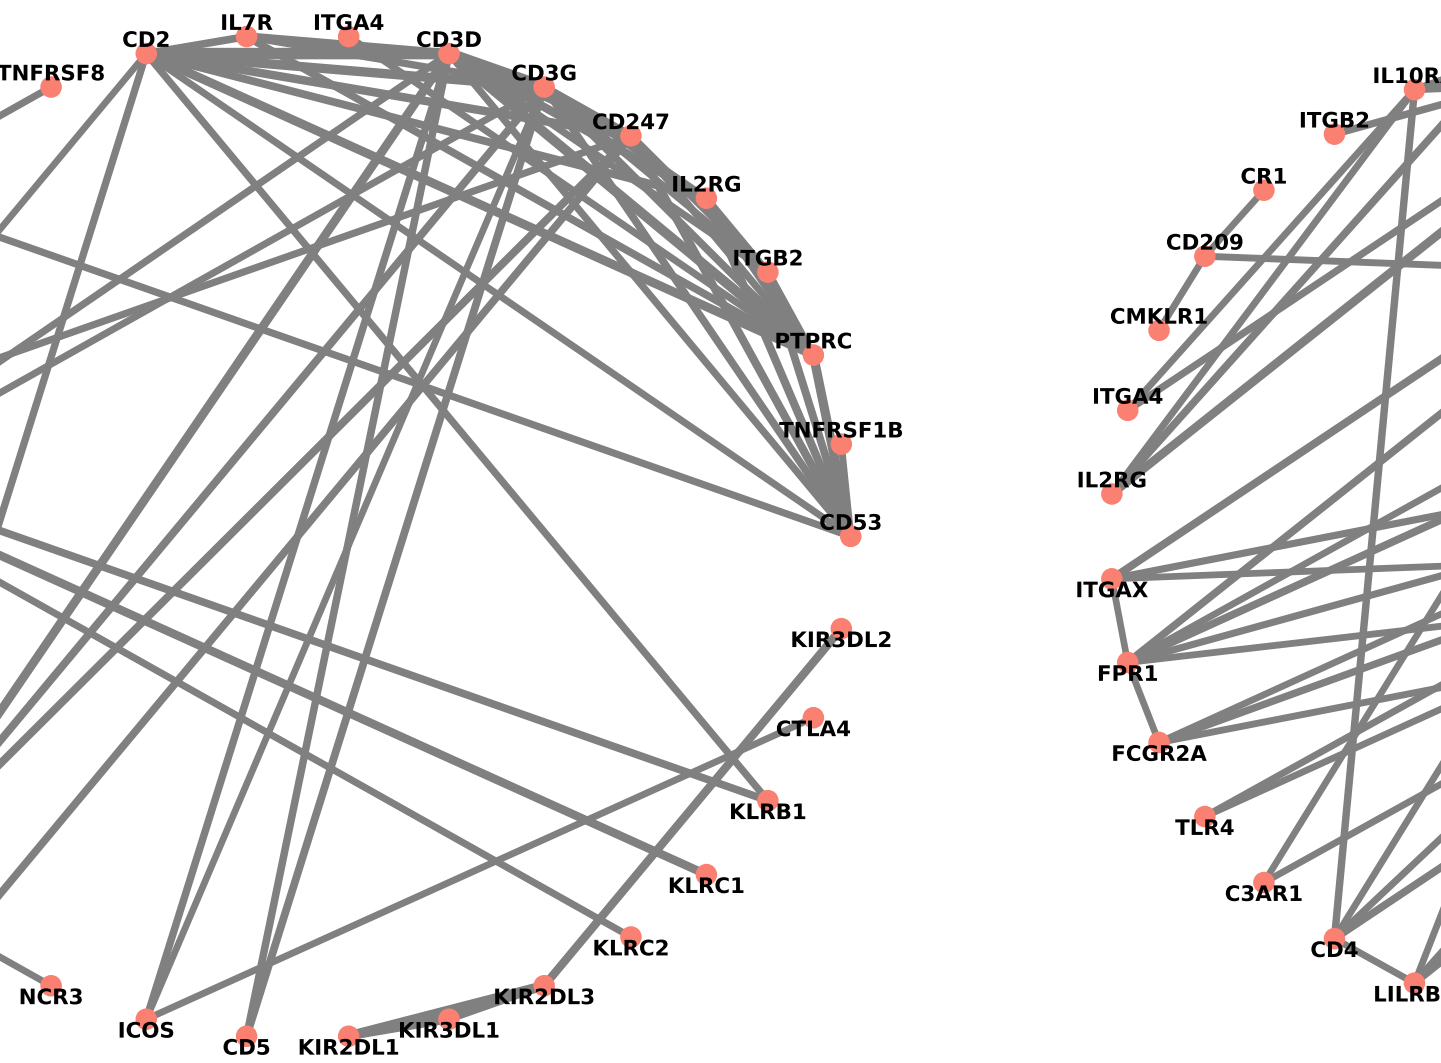 IL7R
ITGA4
CD2
CD3D
TNFRSF8
CD3G
CD247
IL2RG
ITGB2
PTPRC
TNFRSF1B
CD53
KIR3DL2
CTLA4
KLRB1
KLRC1
KLRC2
KIR2DL3
NCR3
ICOS
KIR3DL1
CD5
KIR2DL1
IL10R
ITGB2
CR1
CD209
CMKLR1
ITGA4
IL2RG
ITGAX
FPR1
FCGR2A
TLR4
C3AR1
CD4
LILRB